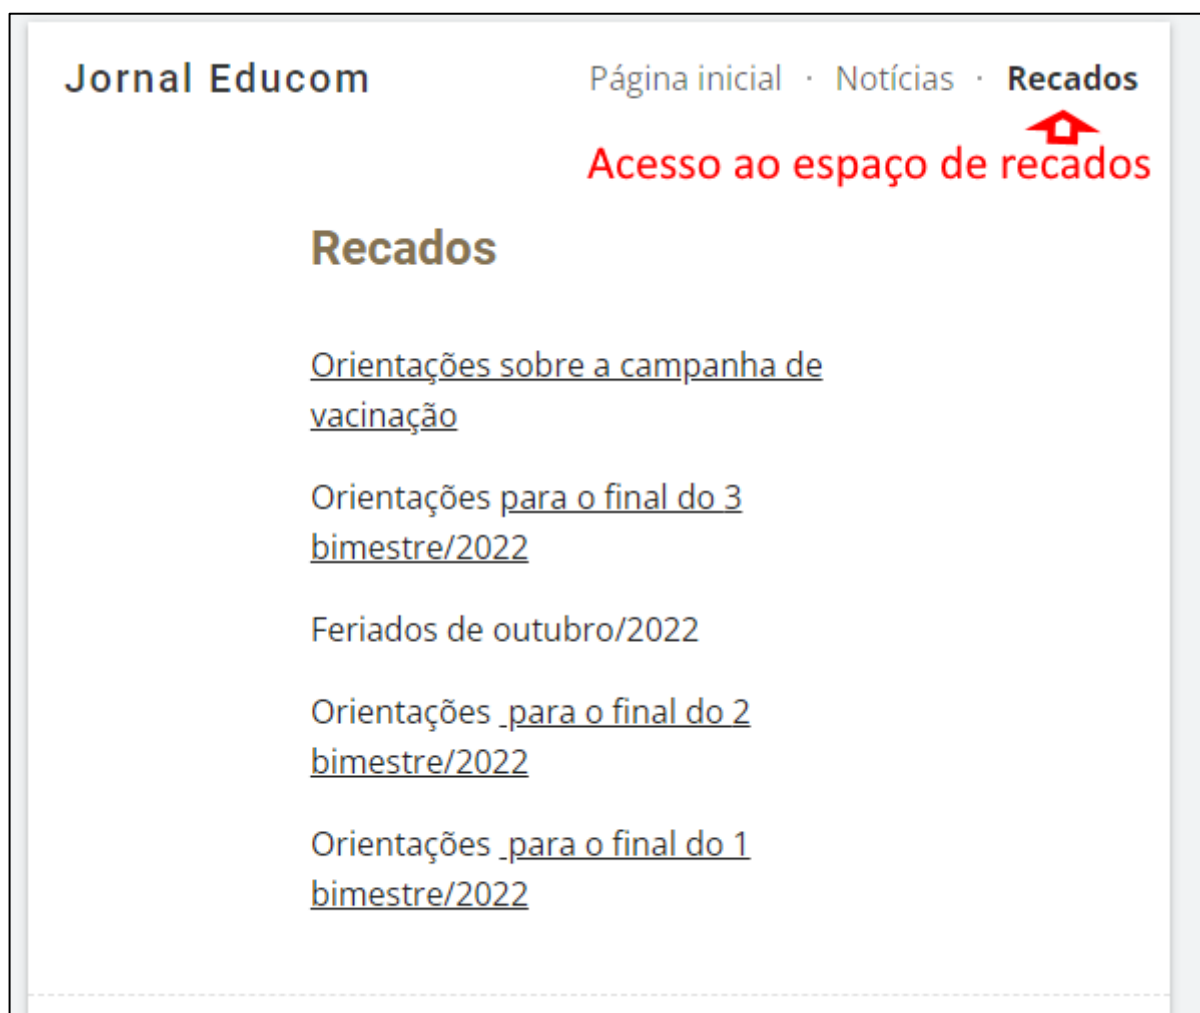 Jornal Educom
Página inicial · Notícias · Recados
Acesso ao espaço de recados
Recados
Orientações sobre a campanha de
vacinação
Orientações para o final do 3
bimestre/2022
Feriados de outubro/2022
Orientações  para o final do 2
bimestre/2022
Orientações  para o final do 1
bimestre/2022